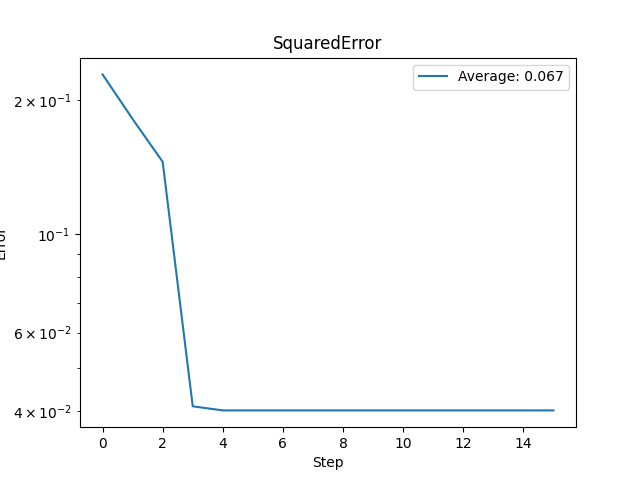 SquaredError
Average: 0.067
2 × 10⁻¹
10⁻¹
6 × 10⁻²
4 × 10⁻²
0 2 4 6 8 10 12 14
Step